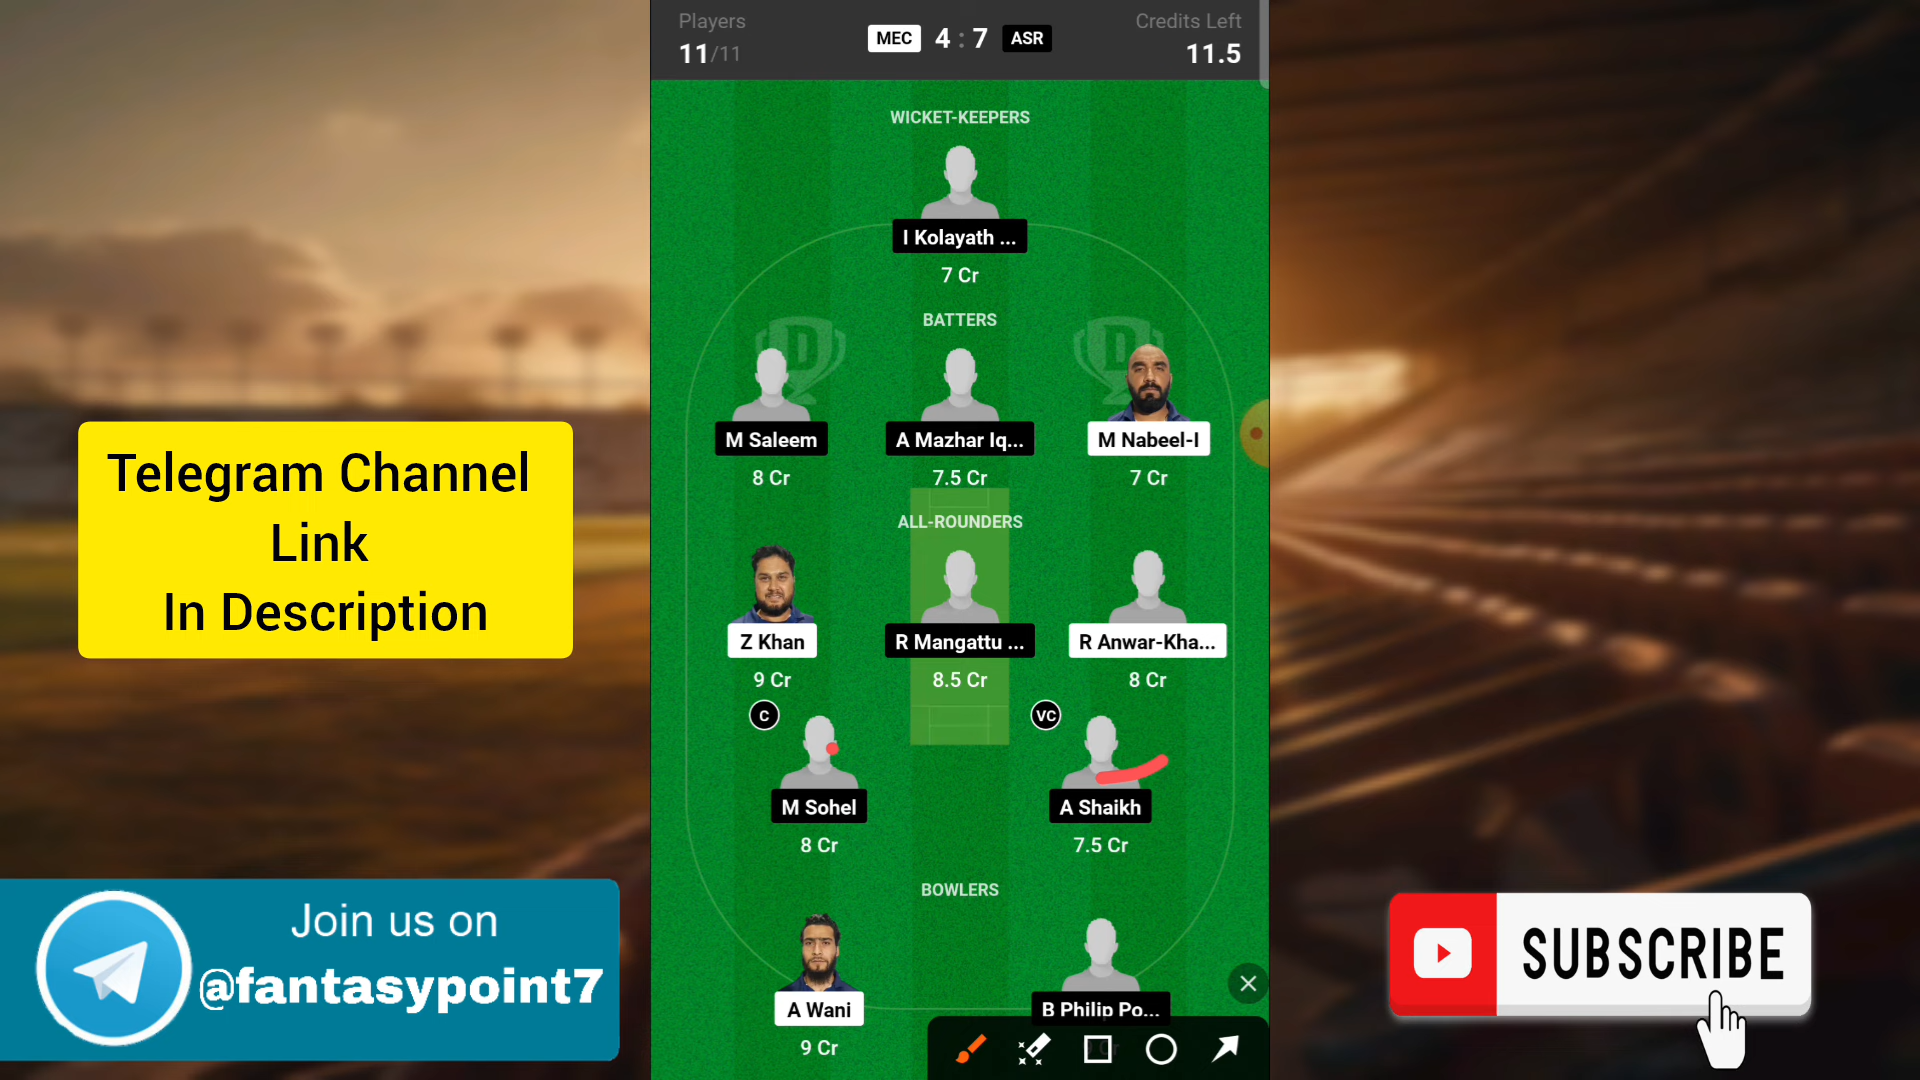 Players
11/11
MEC 4 : 7 ASR
Credits Left
11.5
WICKET-KEEPERS
I Kolayath ...
7 Cr
BATTERS
M Saleem
8 Cr
A Mazhar Iq...
7.5 Cr
M Nabeel-I
7 Cr
ALL-ROUNDERS
Z Khan
9 Cr
R Mangattu ...
8.5 Cr
R Anwar-Kha...
8 Cr
C
M Sohel
8 Cr
VC
A Shaikh
7.5 Cr
BOWLERS
A Wani
9 Cr
B Philip Po...
Cr
Telegram Channel
Link
In Description
Join us on
@fantasypoint7
SUBSCRIBE